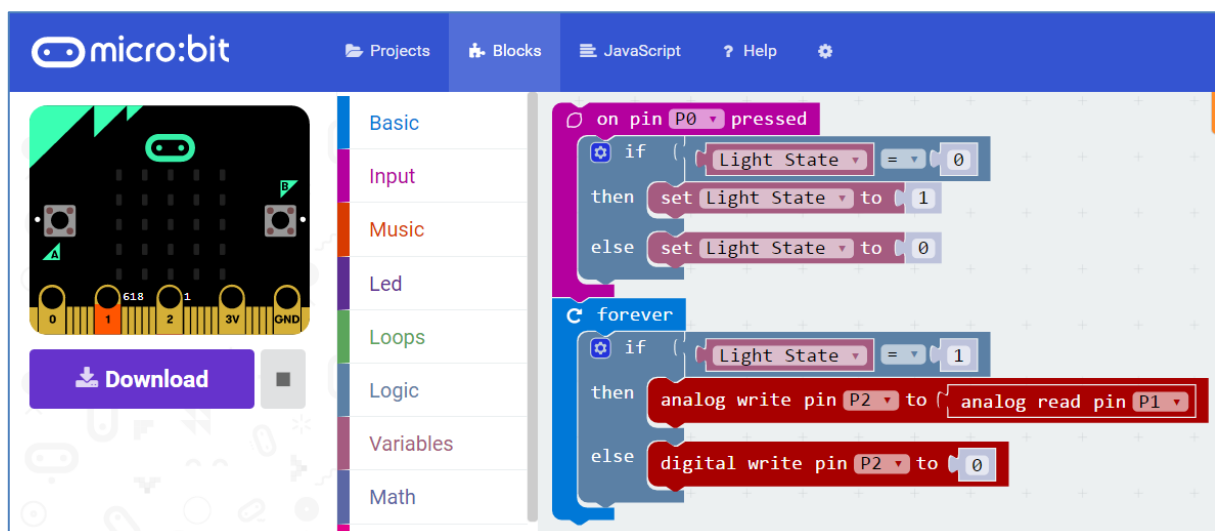 micro:bit Projects Blocks JavaScript ? Help
Basic
Input
Music
Led
Loops
Logic
Variables
Math
B
A
618 1
0 1 2 3V GND
Download
on pin P0 pressed
if Light State = 0
then set Light State to 1
else set Light State to 0
forever
if Light State = 1
then analog write pin P2 to analog read pin P1
else digital write pin P2 to 0